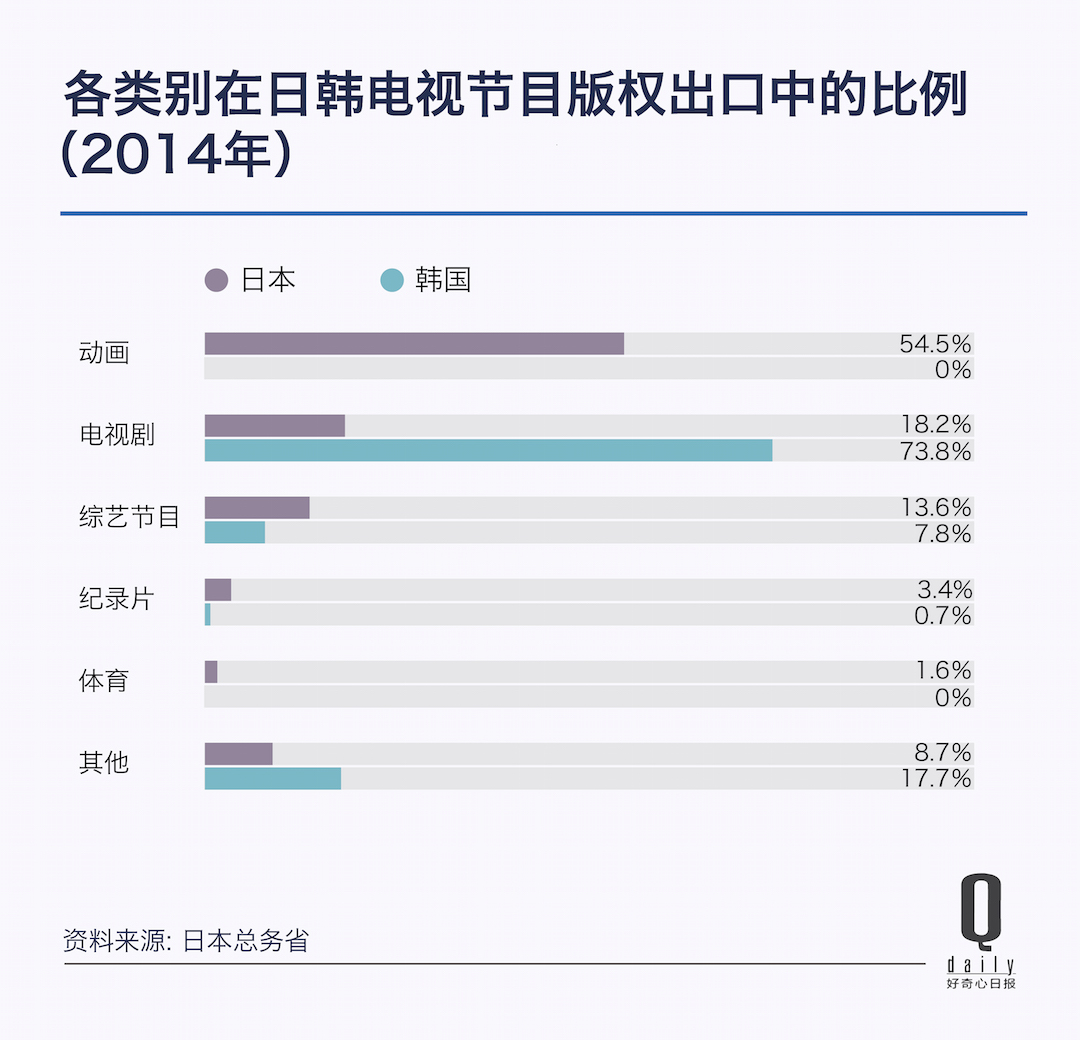 各类别在日韩电视节目版权出口中的比例
(2014年)
日本 韩国
动画 54.5%
0%
电视剧 18.2%
73.8%
综艺节目 13.6%
7.8%
纪录片 3.4%
0.7%
体育 1.6%
0%
其他 8.7%
17.7%
资料来源: 日本总务省
Q
daily
好奇心日报